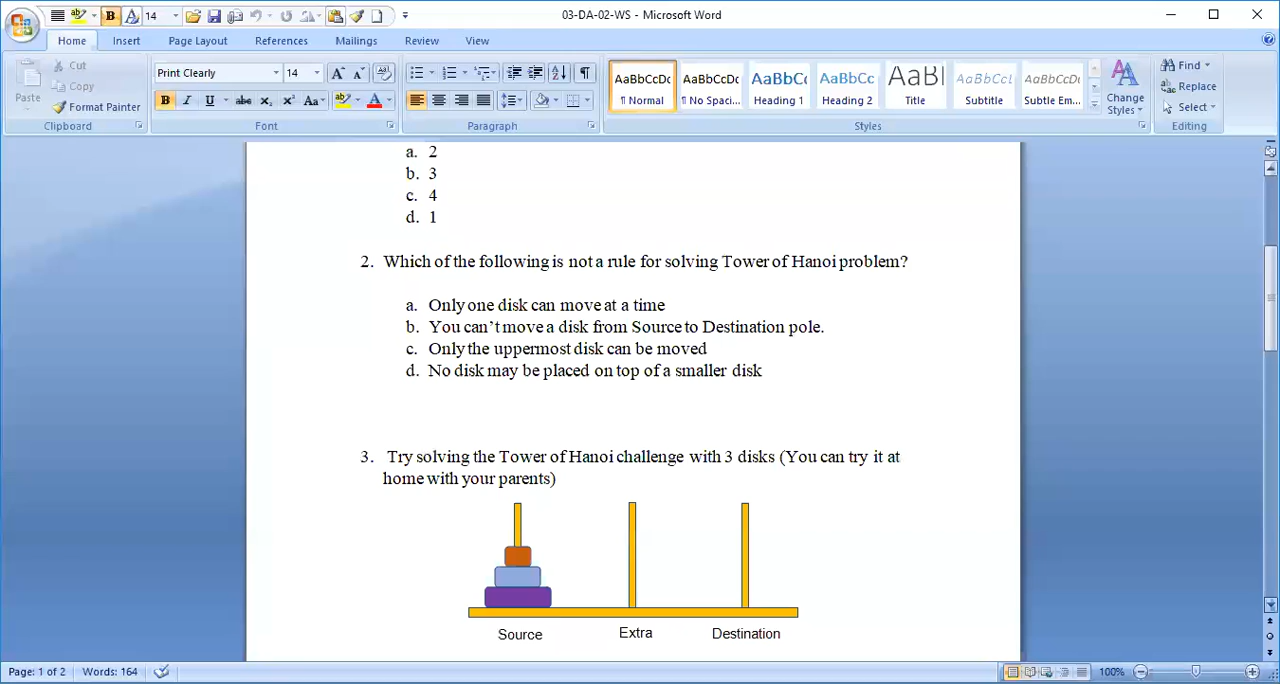 14
03-DA-02-WS - Microsoft Word
Home Insert Page Layout References Mailings Review View
Paste
Cut
Copy
Format Painter
Clipboard
Print Clearly 14
B I U abc x₂ x² Aa
Font
Paragraph
AaBbCcDc AaBbCcDc AaBbCc AaBbCc AaBl AaBbCcL AaBbCcDc
¶ Normal ¶ No Spaci... Heading 1 Heading 2 Title Subtitle Subtle Em...
Change
Styles
Styles
Find
Replace
Select
Editing
a. 2
b. 3
c. 4
d. 1
2. Which of the following is not a rule for solving Tower of Hanoi problem?
a. Only one disk can move at a time
b. You can’t move a disk from Source to Destination pole.
c. Only the uppermost disk can be moved
d. No disk may be placed on top of a smaller disk
3. Try solving the Tower of Hanoi challenge with 3 disks (You can try it at
home with your parents)
Source Extra Destination
Page: 1 of 2 Words: 164 100%